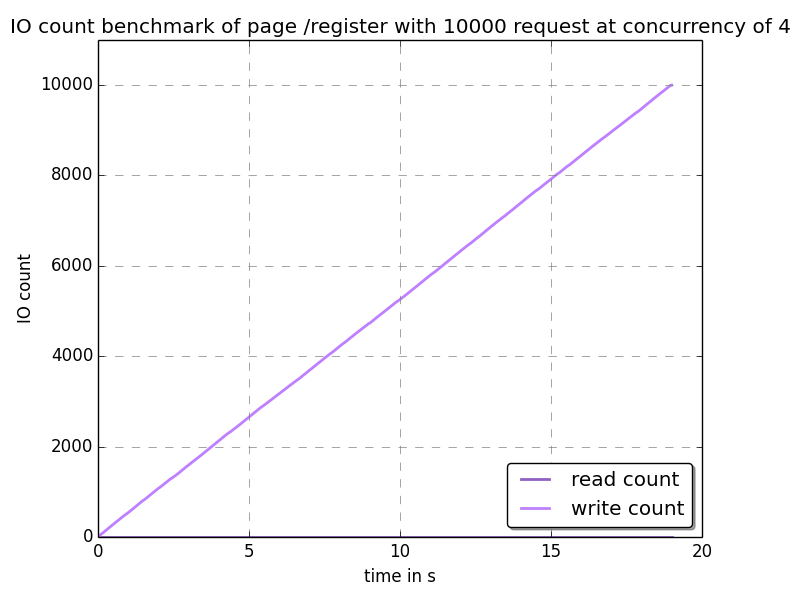 IO count benchmark of page /register with 10000 request at concurrency of 4
10000
8000
6000
4000
2000
0
IO count
read count
write count
0 5 10 15 20
time in s